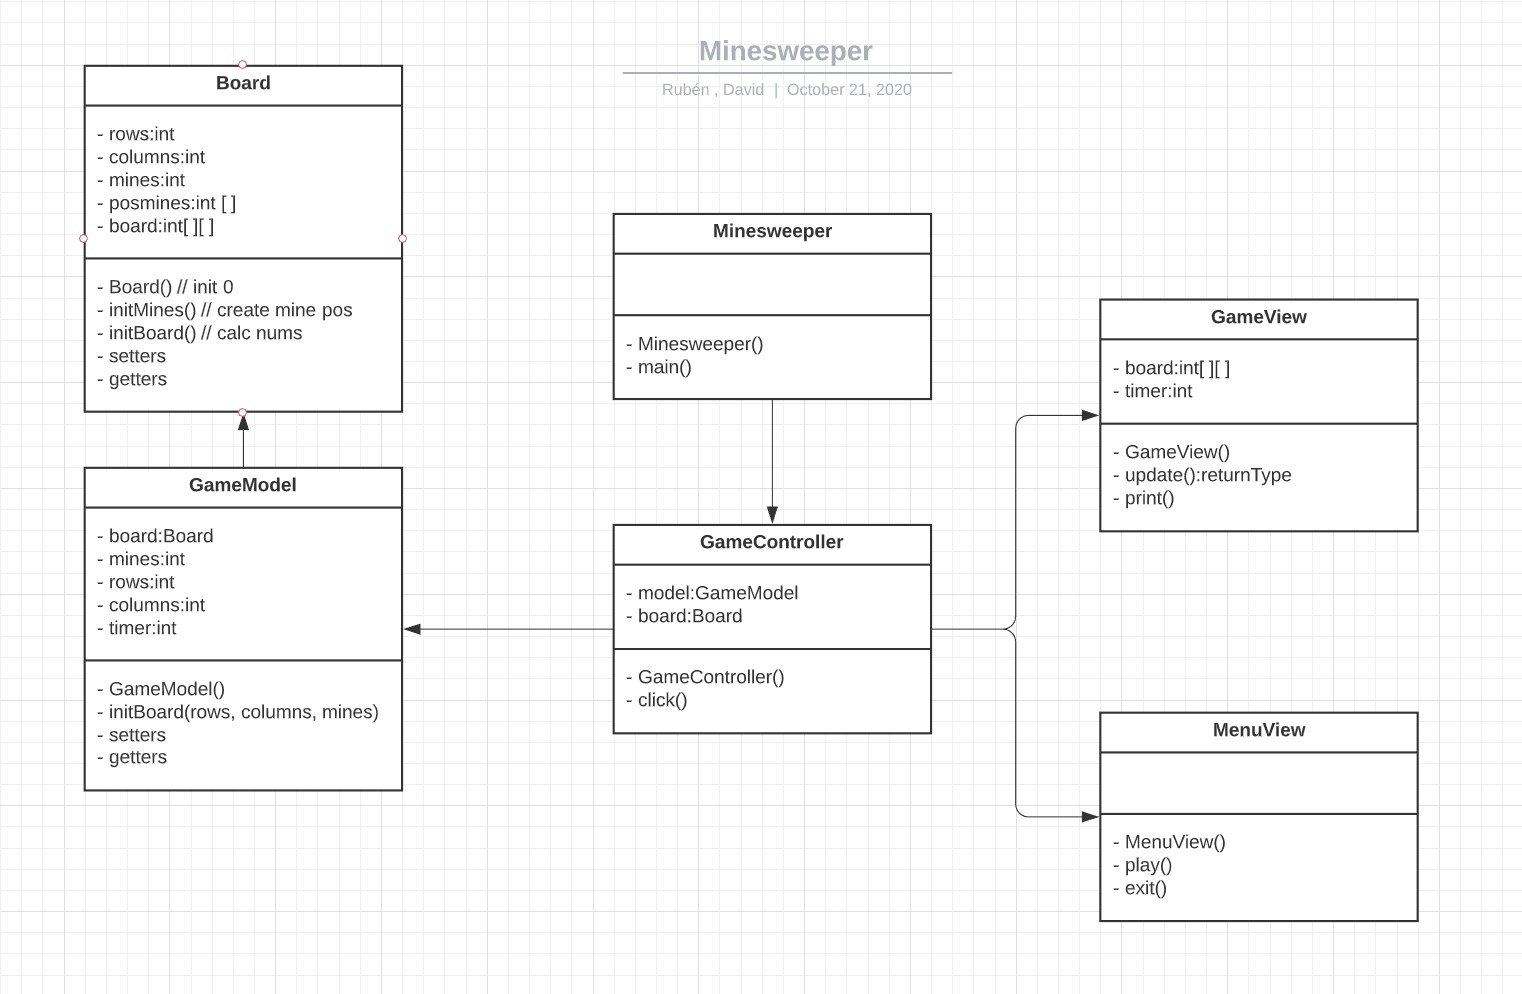 Minesweeper
Rubén , David | October 21, 2020
Board
- rows:int
- columns:int
- mines:int
- posmines:int [ ]
- board:int[ ][ ]
- Board() // init 0
- initMines() // create mine pos
- initBoard() // calc nums
- setters
- getters
GameModel
- board:Board
- mines:int
- rows:int
- columns:int
- timer:int
- GameModel()
- initBoard(rows, columns, mines)
- setters
- getters
Minesweeper
- Minesweeper()
- main()
GameController
- model:GameModel
- board:Board
- GameController()
- click()
GameView
- board:int[ ][ ]
- timer:int
- GameView()
- update():returnType
- print()
MenuView
- MenuView()
- play()
- exit()